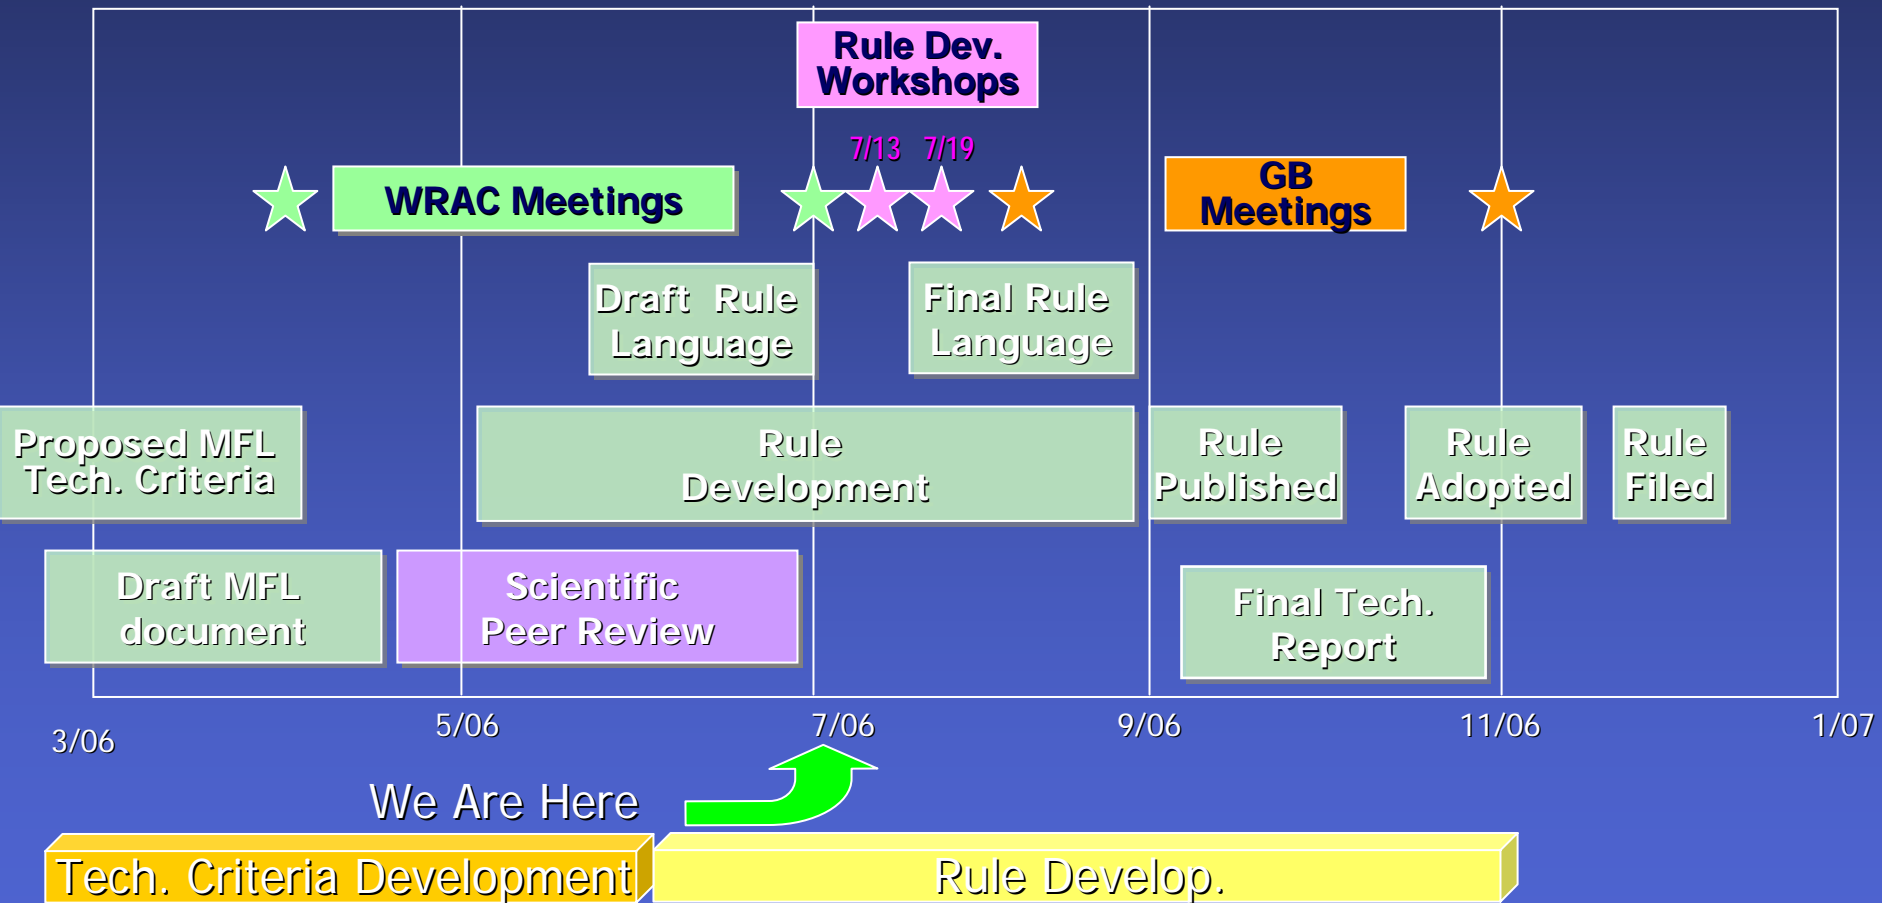 Rule Dev.
Workshops
7/13 7/19
WRAC Meetings
GB
Meetings
Draft Rule
Language
Final Rule
Language
Proposed MFL
Tech. Criteria
Rule
Development
Rule
Published
Rule
Adopted
Rule
Filed
Draft MFL
document
Scientific
Peer Review
Final Tech.
Report
3/06
5/06
7/06
9/06
11/06
1/07
We Are Here
Tech. Criteria Development
Rule Develop.